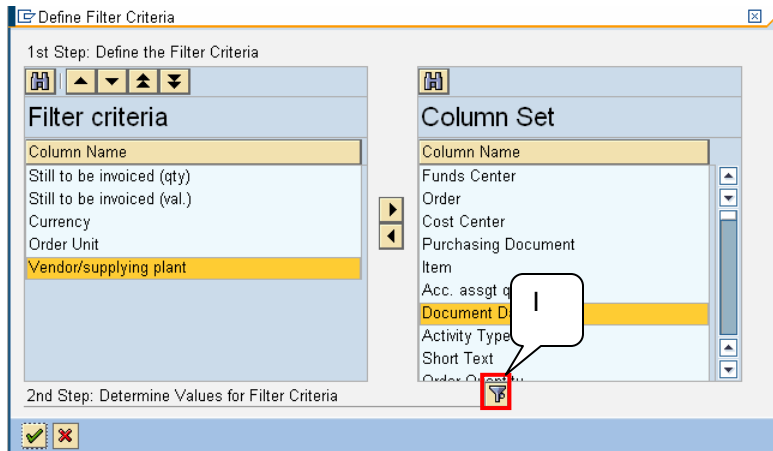 Define Filter Criteria
1st Step: Define the Filter Criteria
Filter criteria
Column Name
Still to be invoiced (qty)
Still to be invoiced (val.)
Currency
Order Unit
Vendor/supplying plant
Column Set
Column Name
Funds Center
Order
Cost Center
Purchasing Document
Item
Acc. assgt
Document
Activity Type
Short Text
Order Quantity
I
2nd Step: Determine Values for Filter Criteria